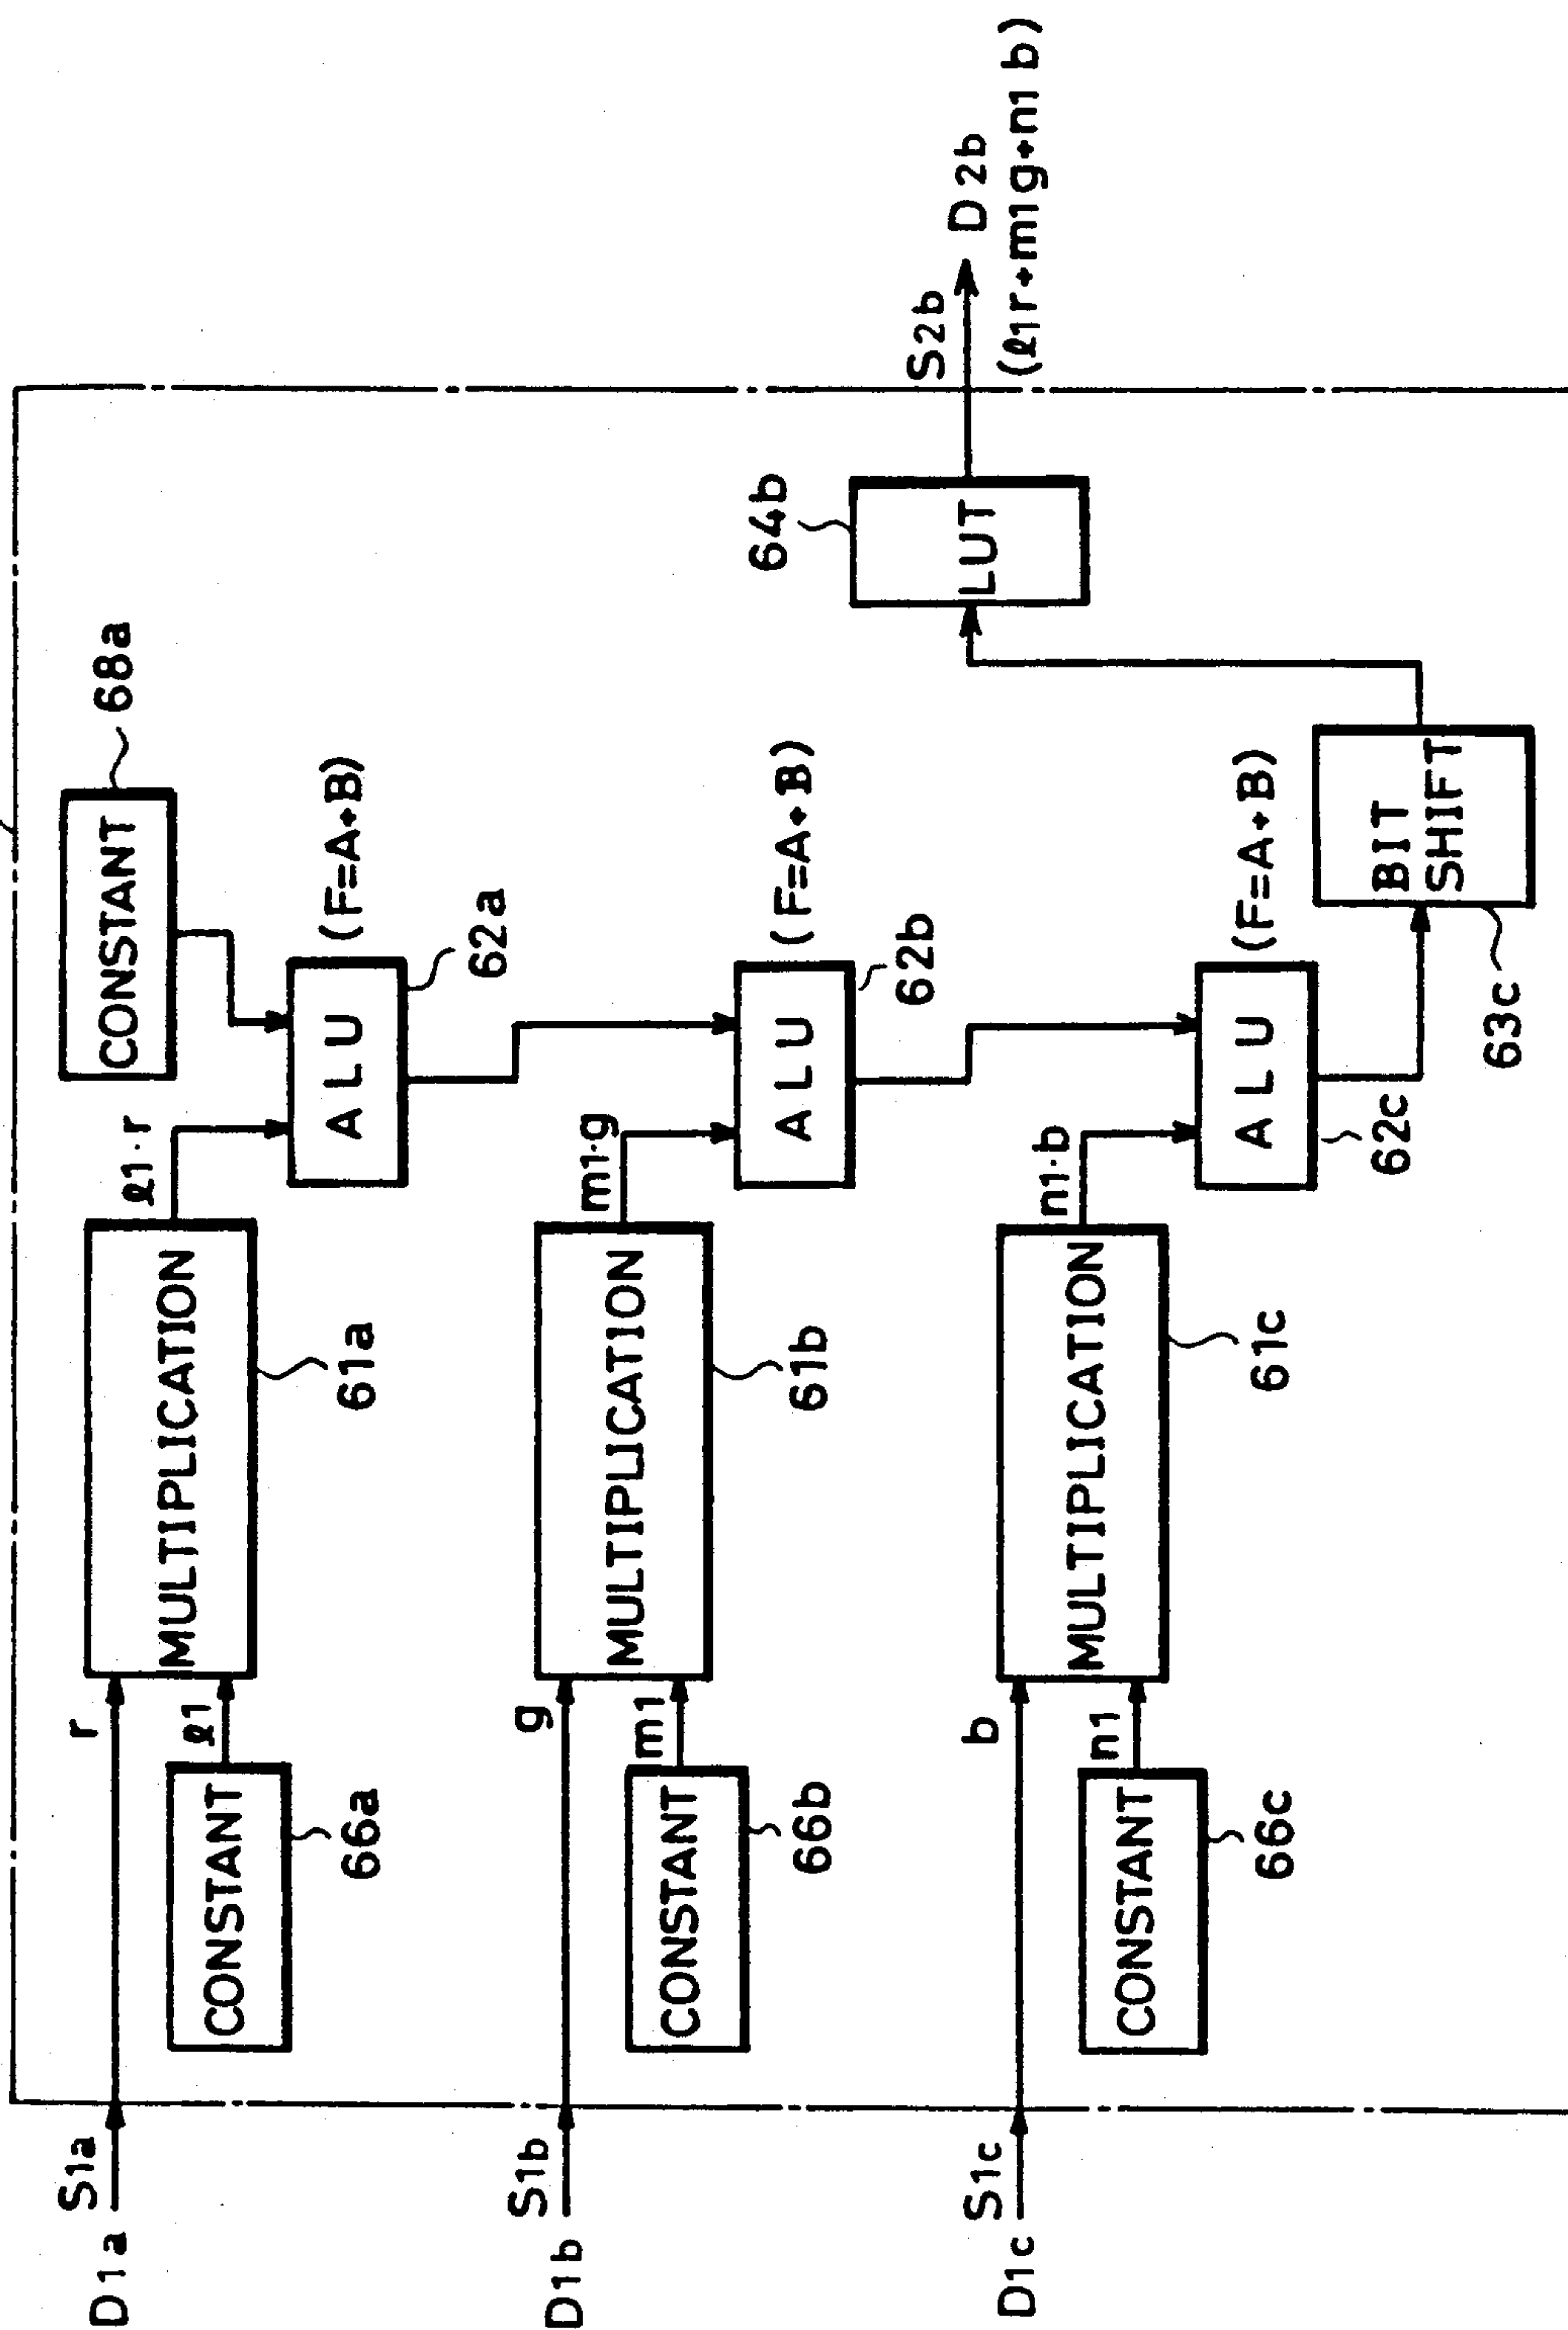 D1a S1a
r
CONSTANT
66a
ℓ1
MULTIPLICATION
61a
ℓ1·r
CONSTANT
68a
ALU
(F=A+B)
62a
D1b S1b
g
CONSTANT
66b
m1
MULTIPLICATION
61b
m1·g
ALU
(F=A+B)
62b
D1c S1c
b
CONSTANT
66c
n1
MULTIPLICATION
61c
n1·b
ALU
(F=A+B)
62c
BIT
SHIFT
63c
LUT
64b
S2b D2b
(ℓ1r+m1g+n1b)